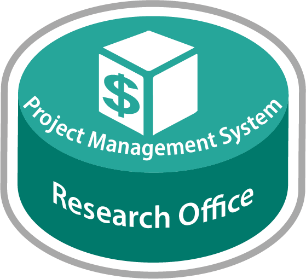 $
Project Management System
Research Office